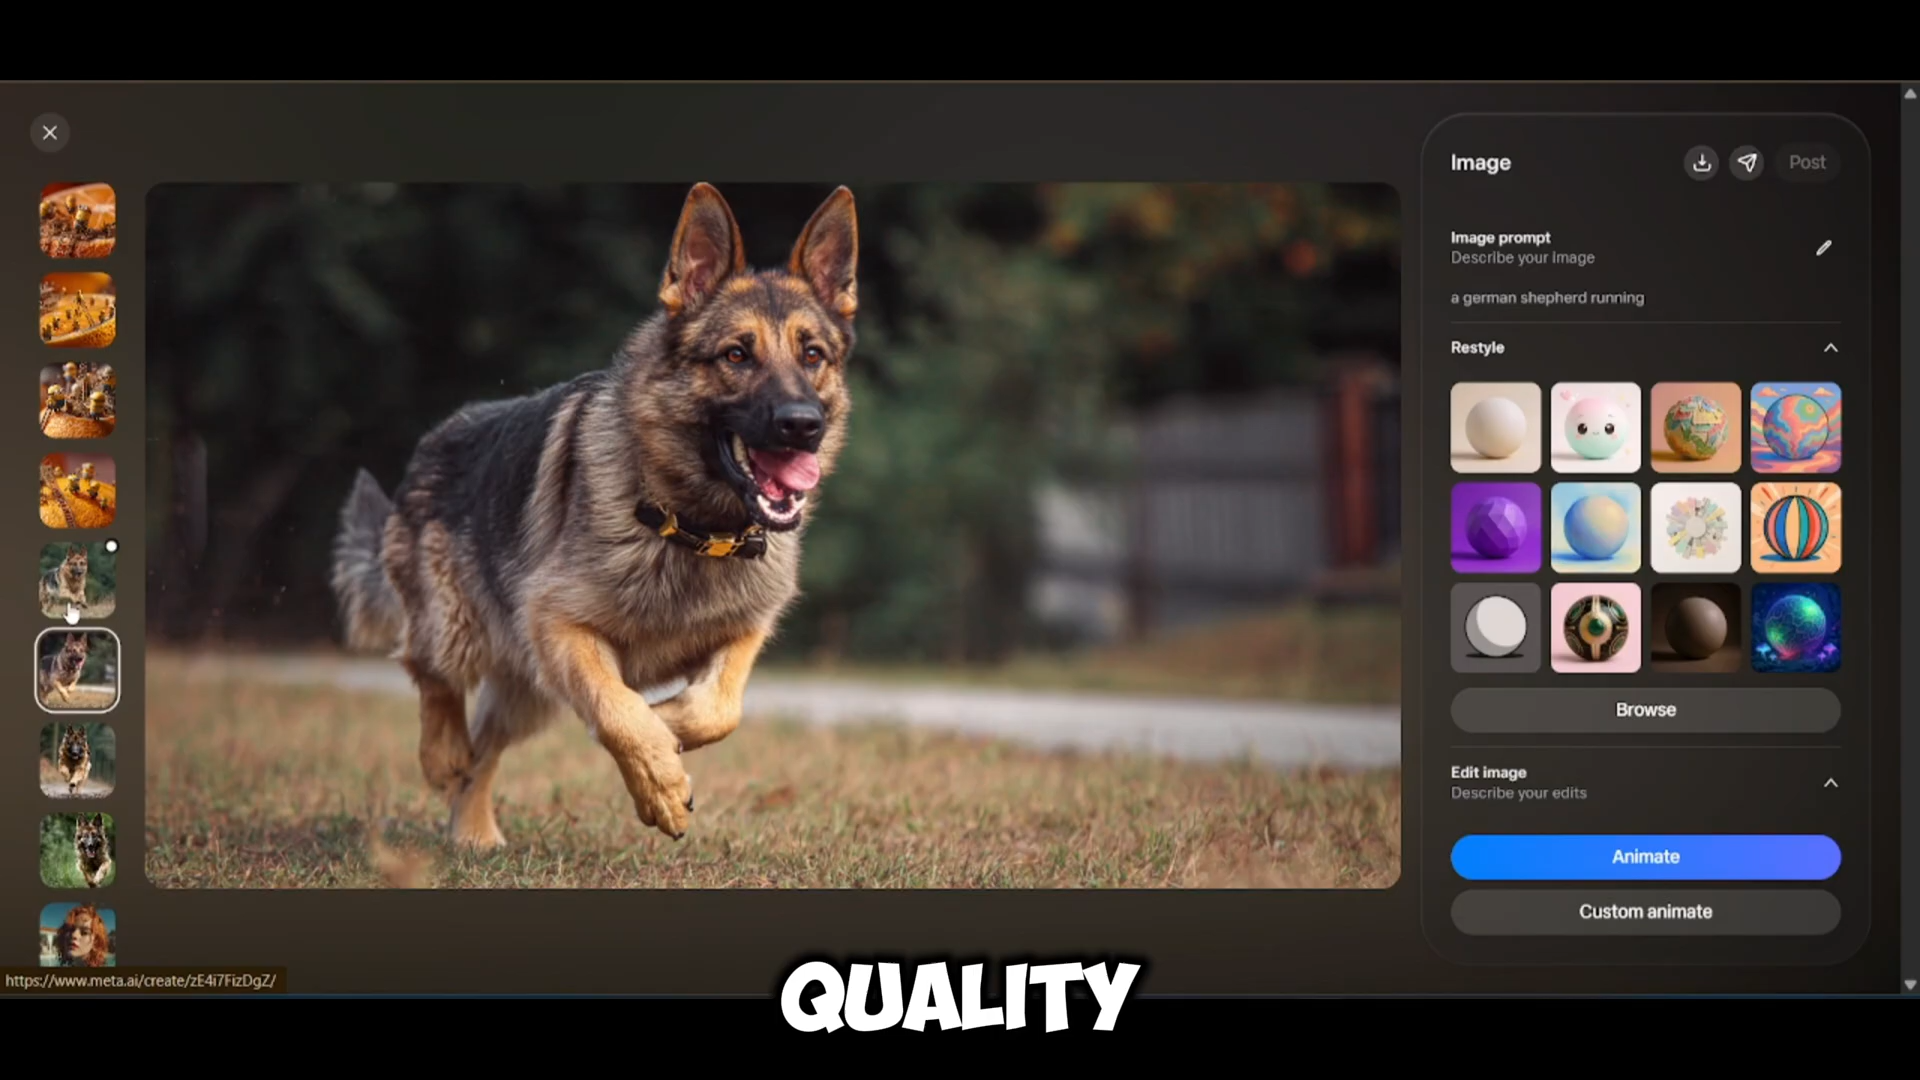 Image
Post
Image prompt
Describe your image
a german shepherd running
Restyle
Browse
Edit image
Describe your edits
Animate
Custom animate
https://www.meta.ai/create/zE4i7FizDgZ/
QUALITY